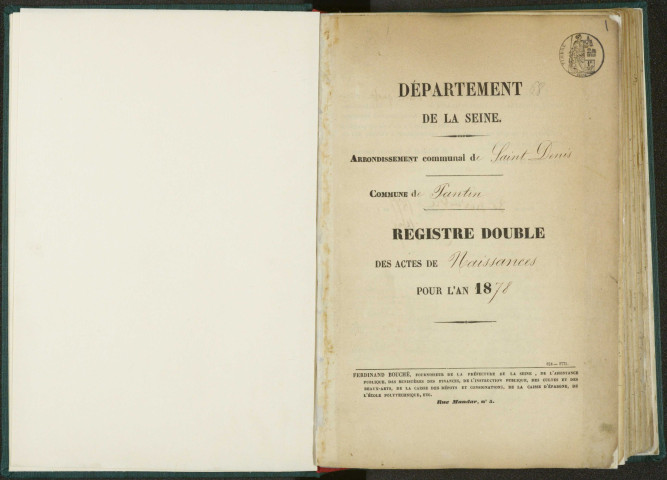 1
DÉPARTEMENT
DE LA SEINE.
ARRONDISSEMENT communal de Saint-Denis
COMMUNE de Pantin
REGISTRE DOUBLE
DES ACTES DE Naissances
POUR L'AN 1878
FERDINAND BOUCHÉ, FOURNISSEUR DE LA PRÉFECTURE DE LA SEINE, DE L'ASSISTANCE
PUBLIQUE, DES MINISTÈRES DES FINANCES, DE L'INSTRUCTION PUBLIQUE, DES CULTES ET DES
BEAUX-ARTS, DE LA CAISSE DES DÉPOTS ET CONSIGNATIONS, DE LA CAISSE D'ÉPARGNE, DE
L'ÉCOLE POLYTECHNIQUE, ETC.
Rue Mandar, n° 5.